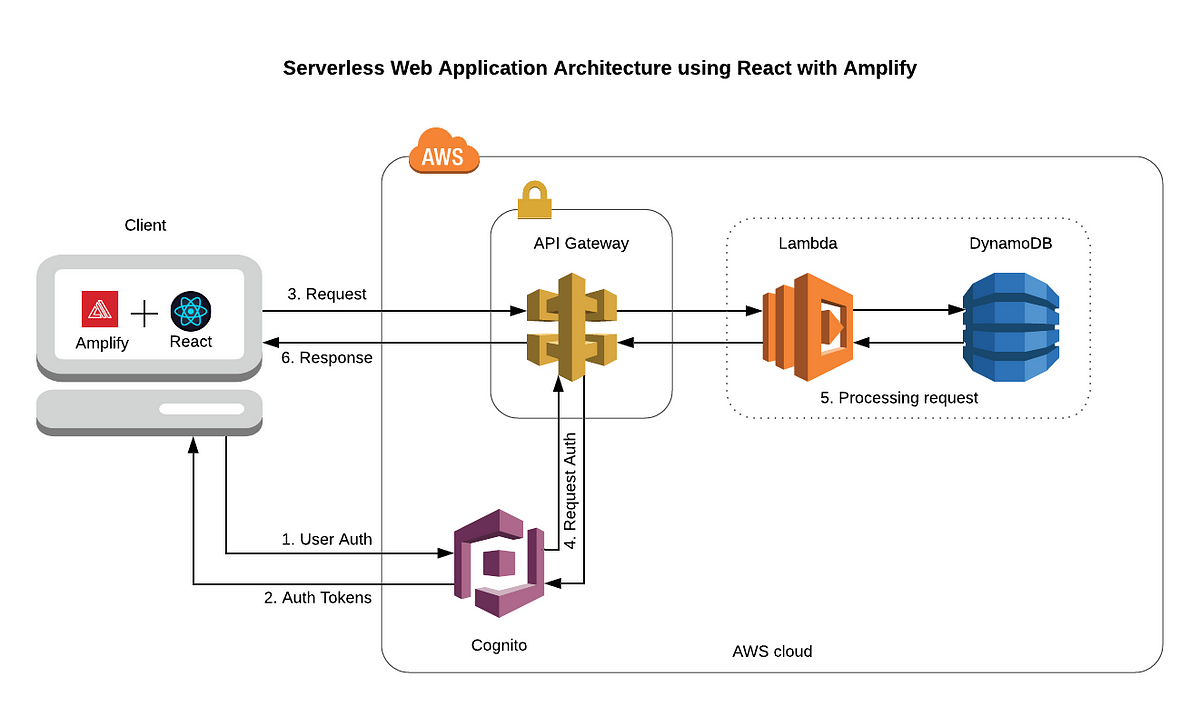 Serverless Web Application Architecture using React with Amplify
AWS
Client
API Gateway
Lambda
DynamoDB
3. Request
Amplify
React
6. Response
5. Processing request
4. Request Auth
1. User Auth
2. Auth Tokens
Cognito
AWS cloud